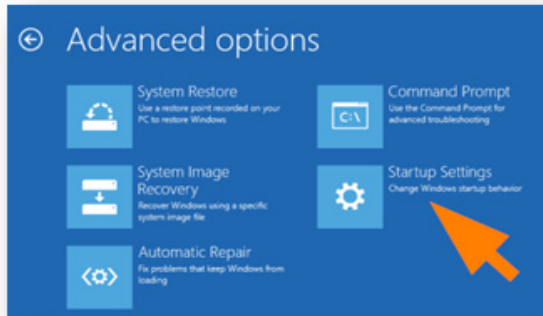 Advanced options
System Restore
Use a restore point recorded on your
PC to restore Windows
System Image
Recovery
Recover Windows using a specific
system image file
Automatic Repair
Fix problems that keep Windows from
loading
C:\
Command Prompt
Use the Command Prompt for
advanced troubleshooting
Startup Settings
Change Windows startup behavior